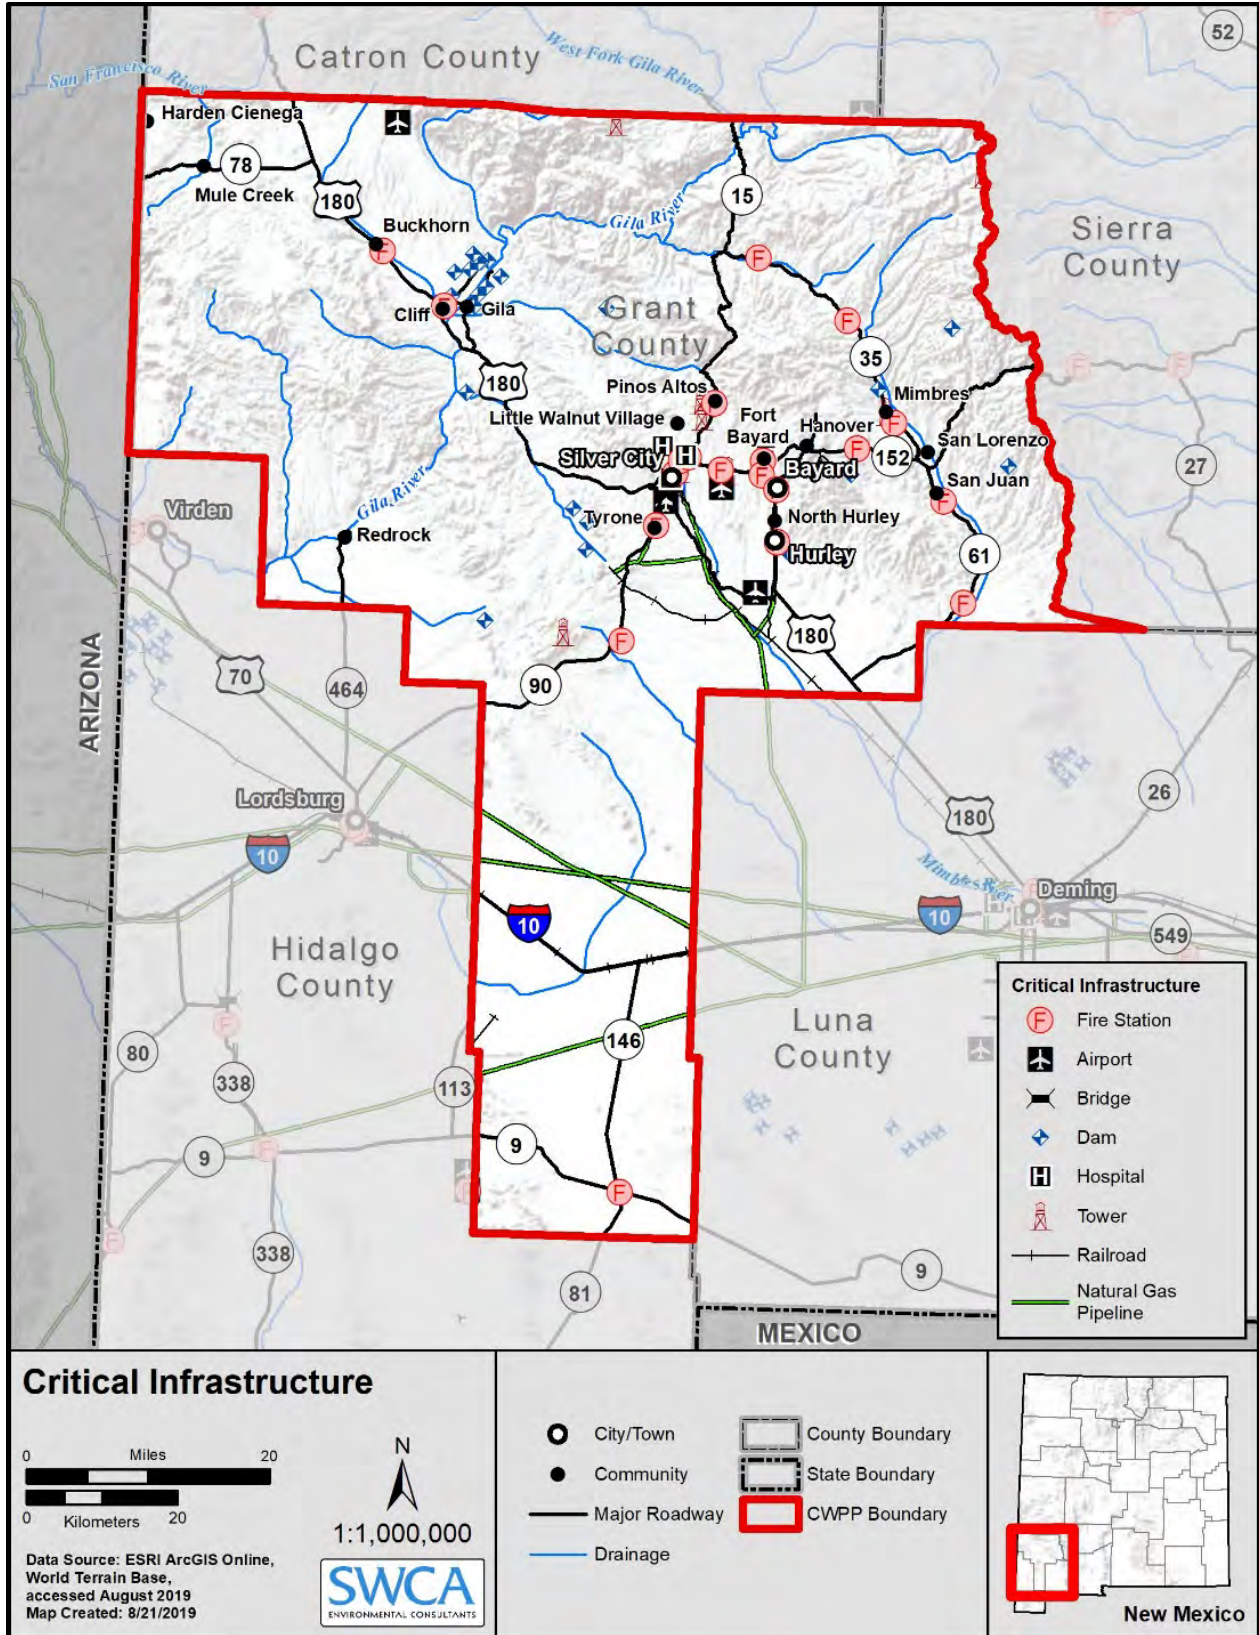 52
Catron County
West Fork Gila River
San Francisco River
Harden Cienega
78
Mule Creek
180
15
Buckhorn
Gila River
Sierra
County
Cliff
Gila
Grant
County
35
180
Pinos Altos
Mimbres
Little Walnut Village
Fort
Bayard
Hanover
Silver City
152
San Lorenzo
27
Bayard
San Juan
Gila River
Virden
Tyrone
North Hurley
Redrock
Hurley
61
180
ARIZONA
70
464
90
Lordsburg
10
26
180
Mimbres River
Deming
10
10
549
Hidalgo
County
Luna
County
146
80
338
113
9
9
338
81
9
MEXICO
Critical Infrastructure
F Fire Station
Airport
Bridge
Dam
H Hospital
Tower
Railroad
Natural Gas
Pipeline
Critical Infrastructure
0 Miles 20
0 Kilometers 20
N
1:1,000,000
Data Source: ESRI ArcGIS Online,
World Terrain Base,
accessed August 2019
Map Created: 8/21/2019
SWCA
ENVIRONMENTAL CONSULTANTS
City/Town
Community
Major Roadway
Drainage
County Boundary
State Boundary
CWPP Boundary
New Mexico